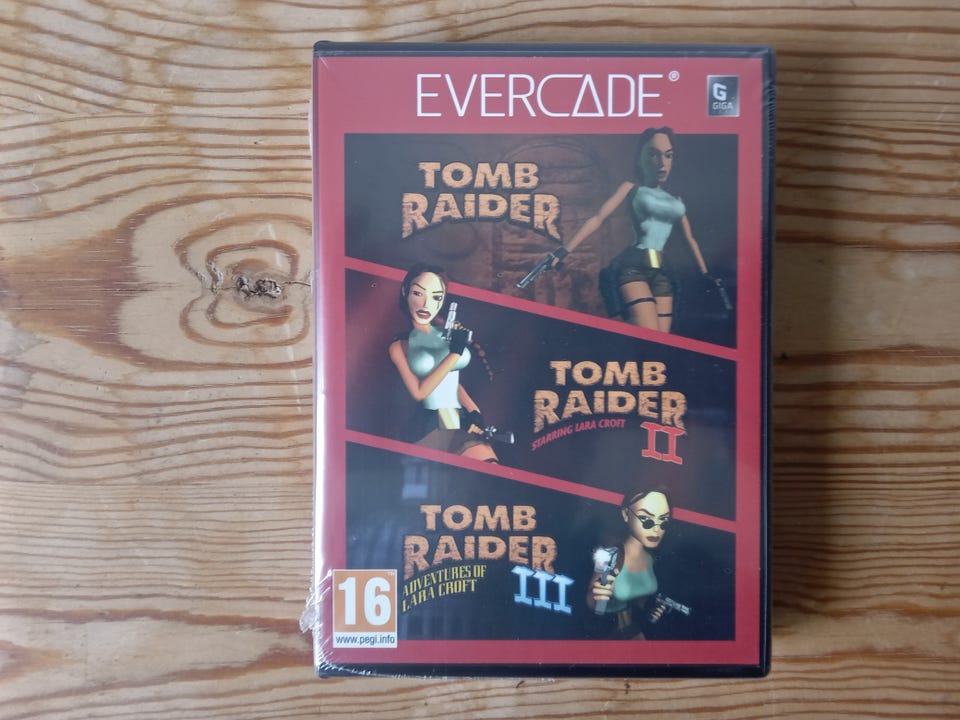 EVERCADE®
G
GIGA
TOMB
RAIDER
TOMB
RAIDER
STARRING LARA CROFT
II
TOMB
RAIDER
ADVENTURES OF
LARA CROFT
III
16
www.pegi.info